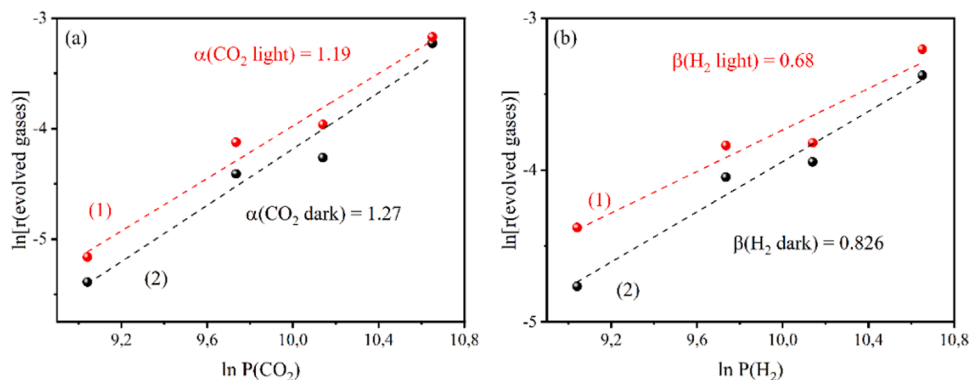 (a)
α(CO₂ light) = 1.19
α(CO₂ dark) = 1.27
(1)
(2)
ln[r(evolved gases)]
-3
-4
-5
9,2
9,6
10,0
10,4
10,8
ln P(CO₂)
(b)
β(H₂ light) = 0.68
β(H₂ dark) = 0.826
(1)
(2)
ln[r(evolved gases)]
-3
-4
-5
9,2
9,6
10,0
10,4
10,8
ln P(H₂)